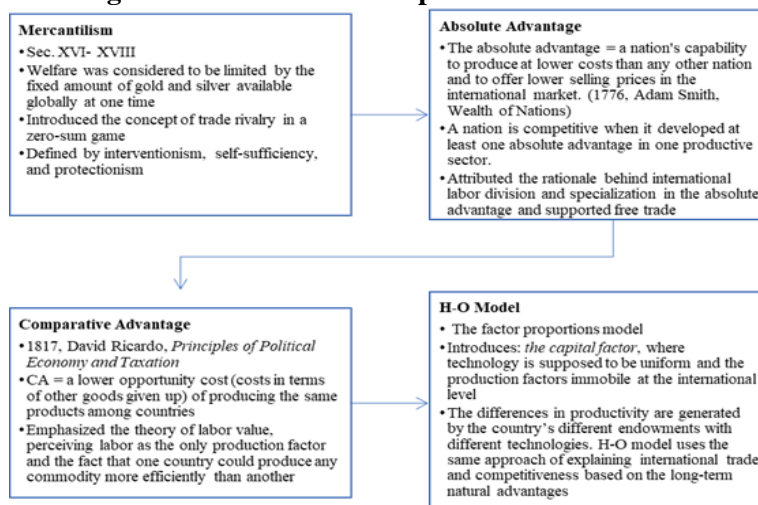 Mercantilism
•Sec. XVI- XVIII
•Welfare was considered to be limited by the
fixed amount of gold and silver available
globally at one time
•Introduced the concept of trade rivalry in a
zero-sum game
•Defined by interventionism, self-sufficiency,
and protectionism
Absolute Advantage
•The absolute advantage = a nation's capability
to produce at lower costs than any other nation
and to offer lower selling prices in the
international market. (1776, Adam Smith,
Wealth of Nations)
•A nation is competitive when it developed at
least one absolute advantage in one productive
sector.
•Attributed the rationale behind international
labor division and specialization in the absolute
advantage and supported free trade
Comparative Advantage
•1817, David Ricardo, Principles of Political
Economy and Taxation
•CA = a lower opportunity cost (costs in terms
of other goods given up) of producing the same
products among countries
•Emphasized the theory of labor value,
perceiving labor as the only production factor
and the fact that one country could produce any
commodity more efficiently than another
H-O Model
• The factor proportions model
•Introduces: the capital factor, where
technology is supposed to be uniform and the
production factors immobile at the international
level
•The differences in productivity are generated
by the country's different endowments with
different technologies. H-O model uses the
same approach of explaining international trade
and competitiveness based on the long-term
natural advantages